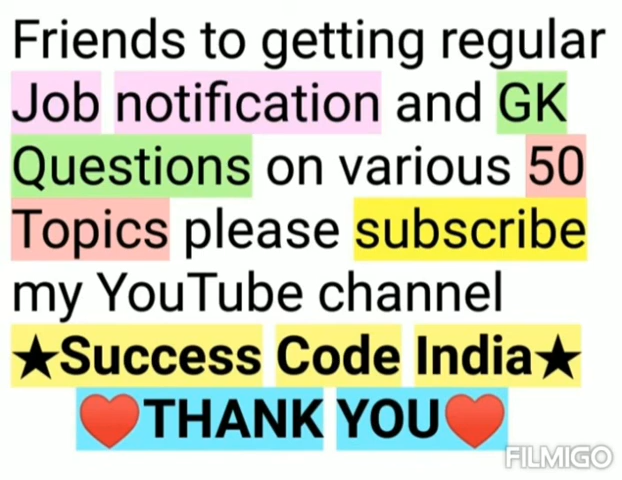 Friends to getting regular
Job notification and GK
Questions on various 50
Topics please subscribe
my YouTube channel
★Success Code India★
❤️THANK YOU❤️
FILMIGO